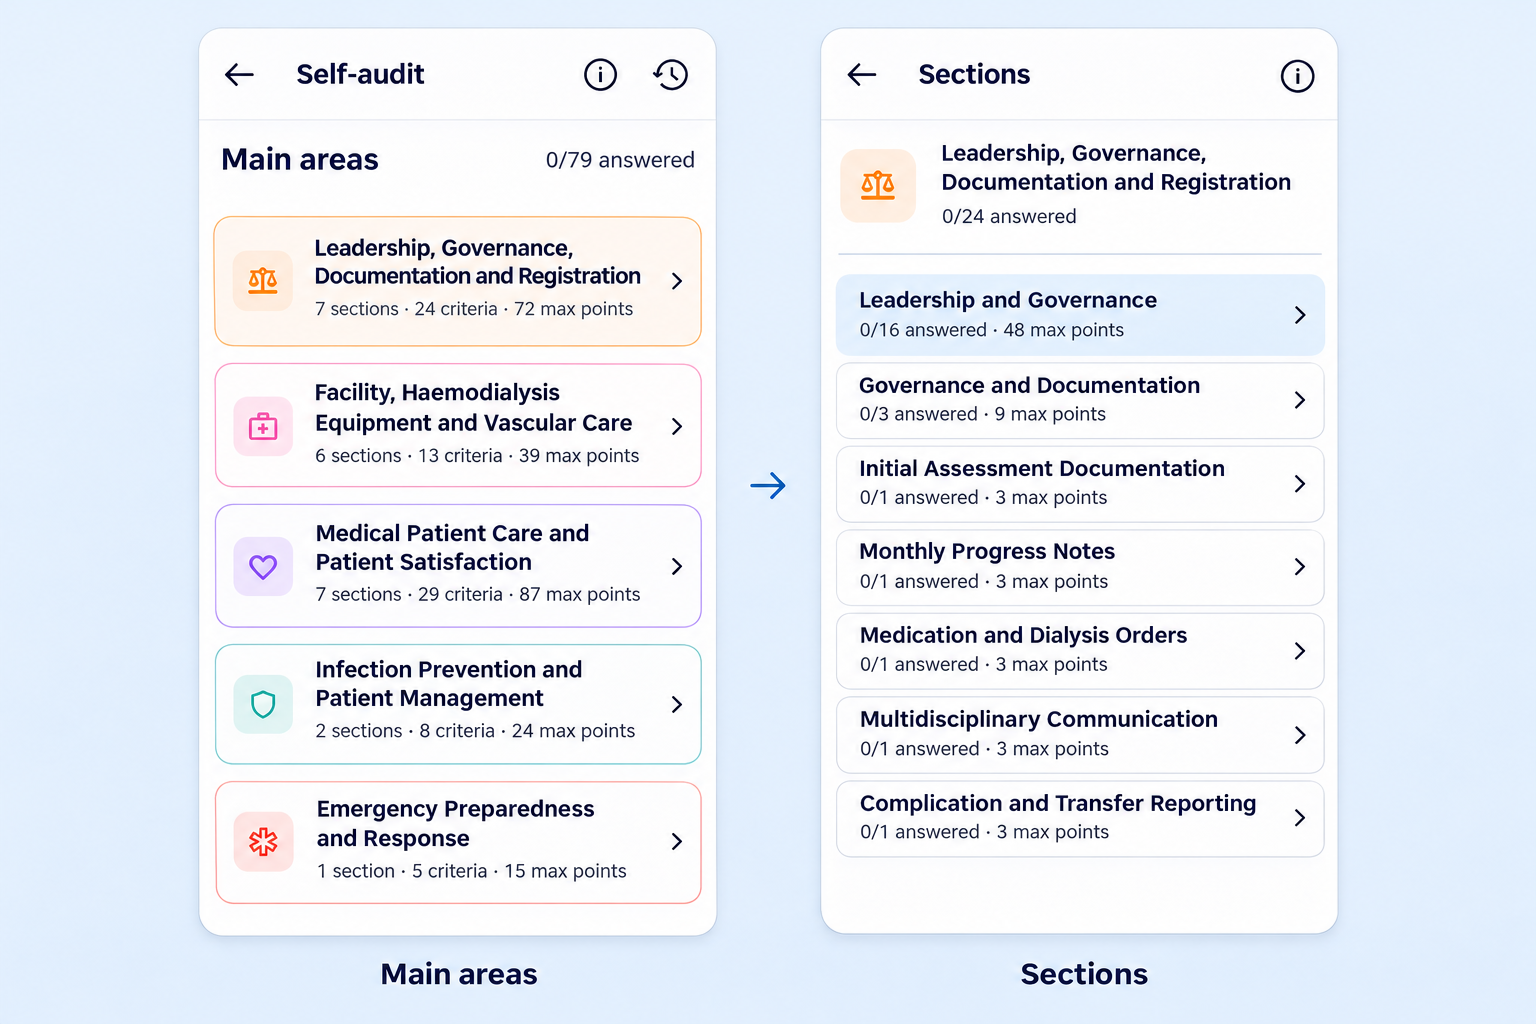 Self-audit
Main areas
0/79 answered
Leadership, Governance,
Documentation and Registration
7 sections · 24 criteria · 72 max points
Facility, Haemodialysis
Equipment and Vascular Care
6 sections · 13 criteria · 39 max points
Medical Patient Care and
Patient Satisfaction
7 sections · 29 criteria · 87 max points
Infection Prevention and
Patient Management
2 sections · 8 criteria · 24 max points
Emergency Preparedness
and Response
1 section · 5 criteria · 15 max points
Main areas
Sections
Leadership, Governance,
Documentation and Registration
0/24 answered
Leadership and Governance
0/16 answered · 48 max points
Governance and Documentation
0/3 answered · 9 max points
Initial Assessment Documentation
0/1 answered · 3 max points
Monthly Progress Notes
0/1 answered · 3 max points
Medication and Dialysis Orders
0/1 answered · 3 max points
Multidisciplinary Communication
0/1 answered · 3 max points
Complication and Transfer Reporting
0/1 answered · 3 max points
Sections